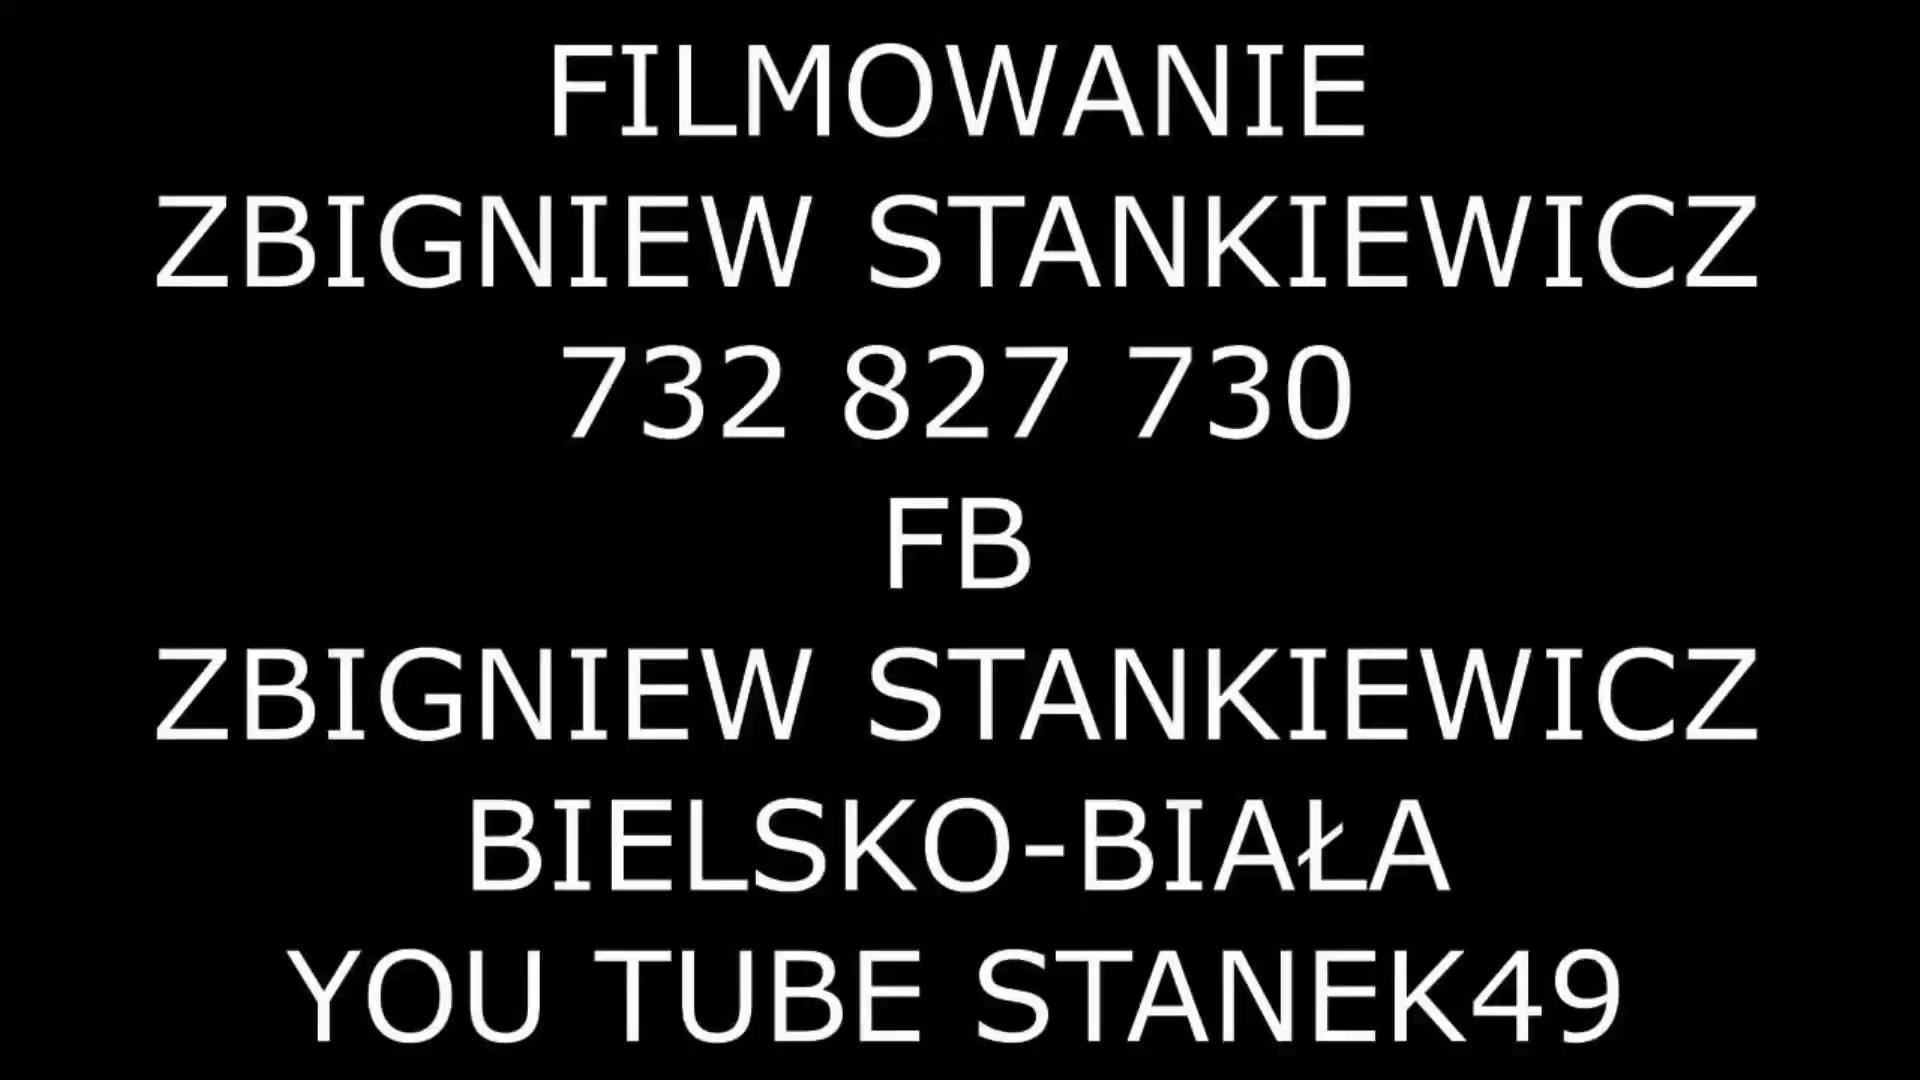 FILMOWANIE
ZBIGNIEW STANKIEWICZ
732 827 730
FB
ZBIGNIEW STANKIEWICZ
BIELSKO-BIAŁA
YOU TUBE STANEK49